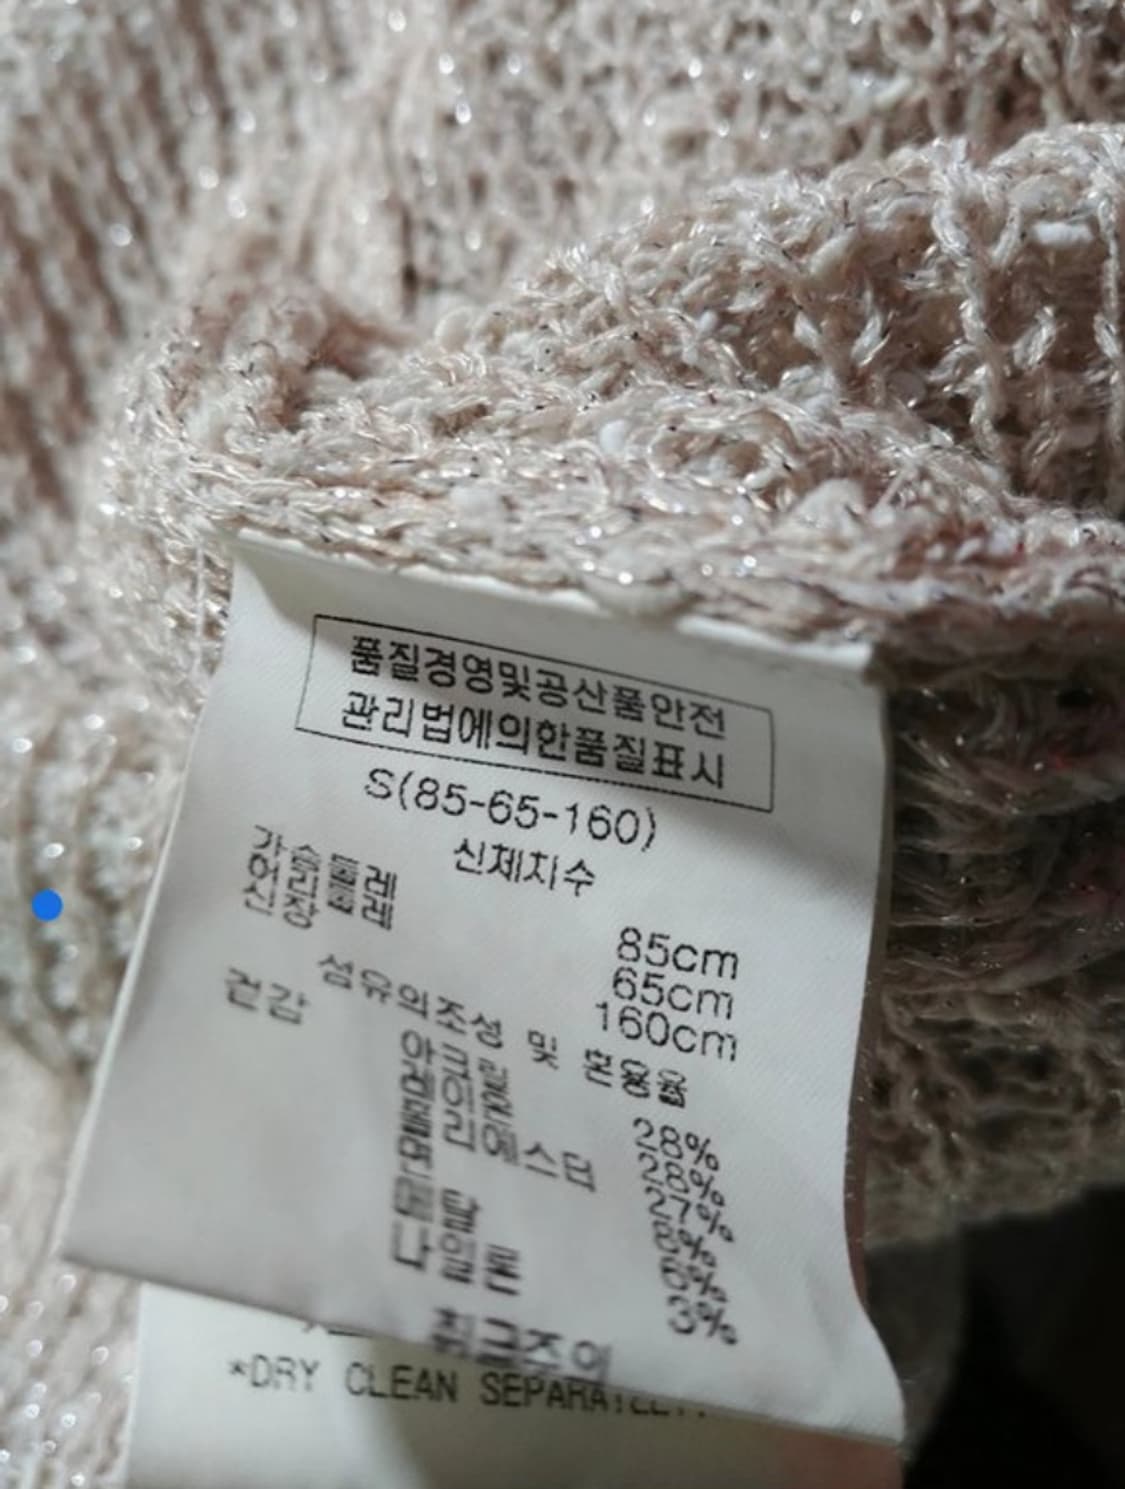 품질경영및공산품안전
관리법에의한품질표시
S(85-65-160)
신체치수
가슴둘레 85cm
허리둘레 65cm
신장 160cm
섬유의조성 및 혼용율
겉감
아크릴 28%
레이온 28%
폴리에스터 27%
8%
6%
나일론 3%
취급주의
*DRY CLEAN SEPARATELY.